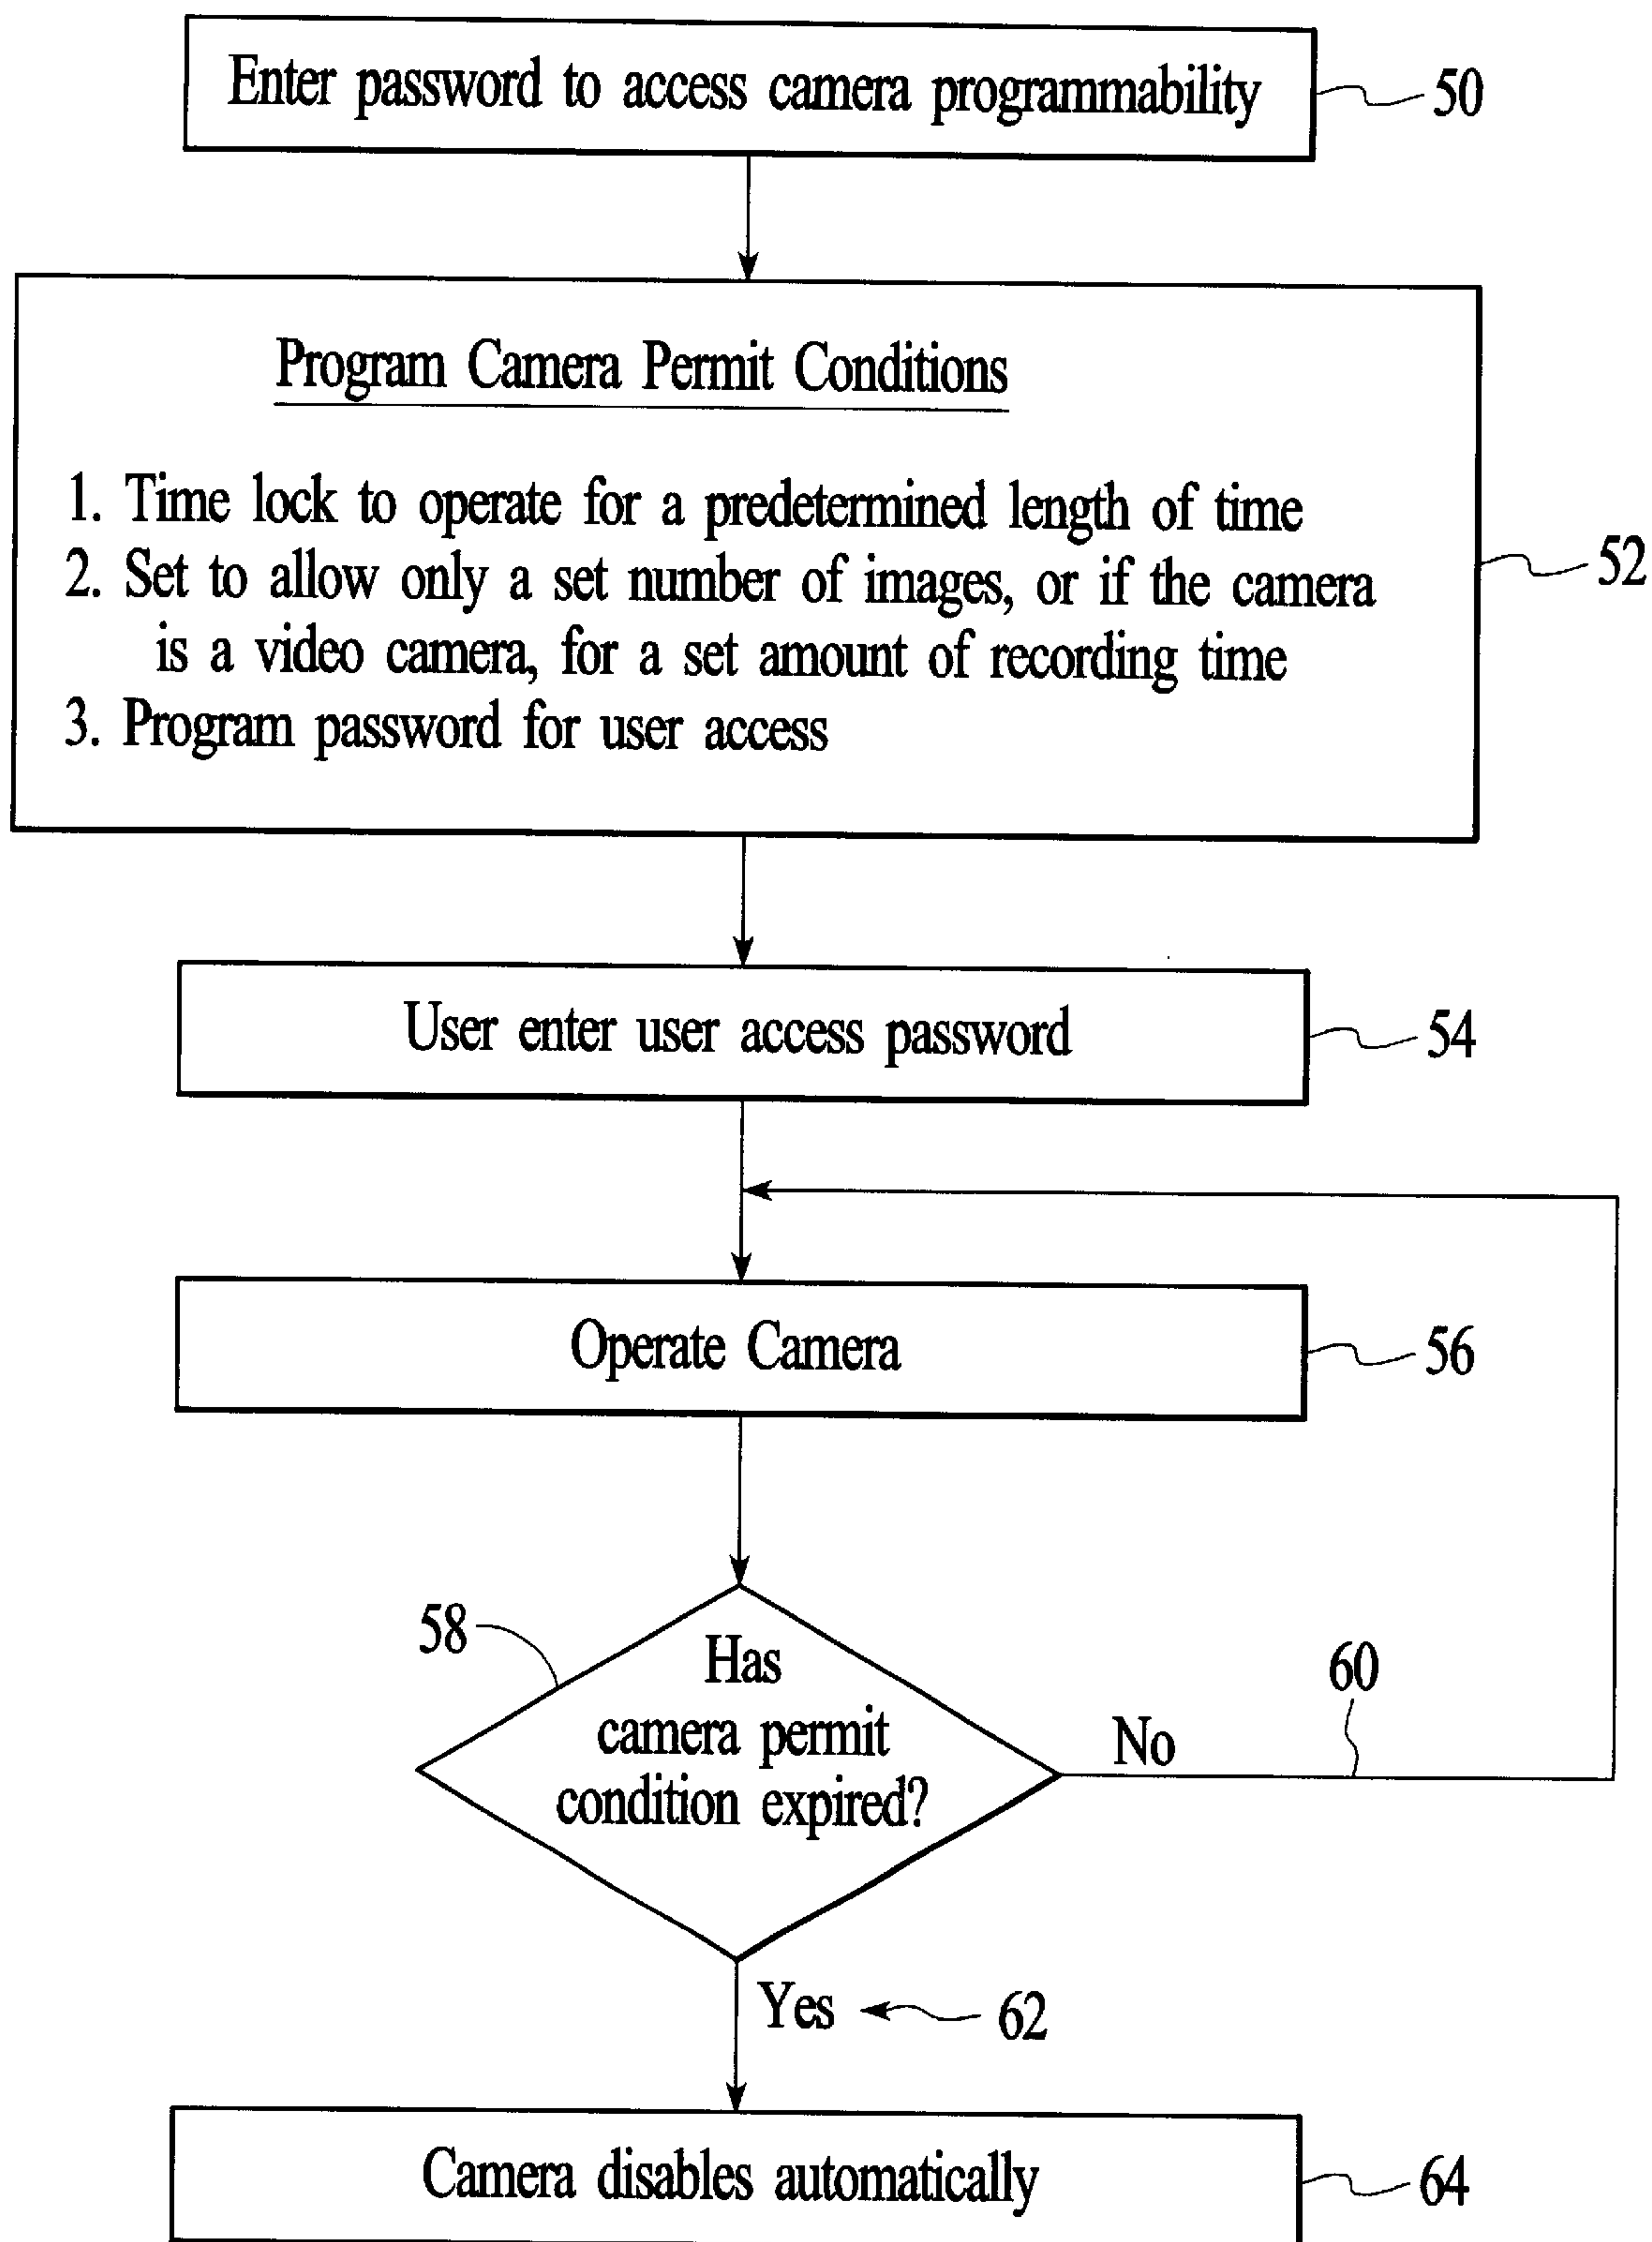 Enter password to access camera programmability
50
Program Camera Permit Conditions
1. Time lock to operate for a predetermined length of time
2. Set to allow only a set number of images, or if the camera
is a video camera, for a set amount of recording time
3. Program password for user access
52
User enter user access password
54
Operate Camera
56
58
Has
camera permit
condition expired?
No
60
Yes
62
Camera disables automatically
64